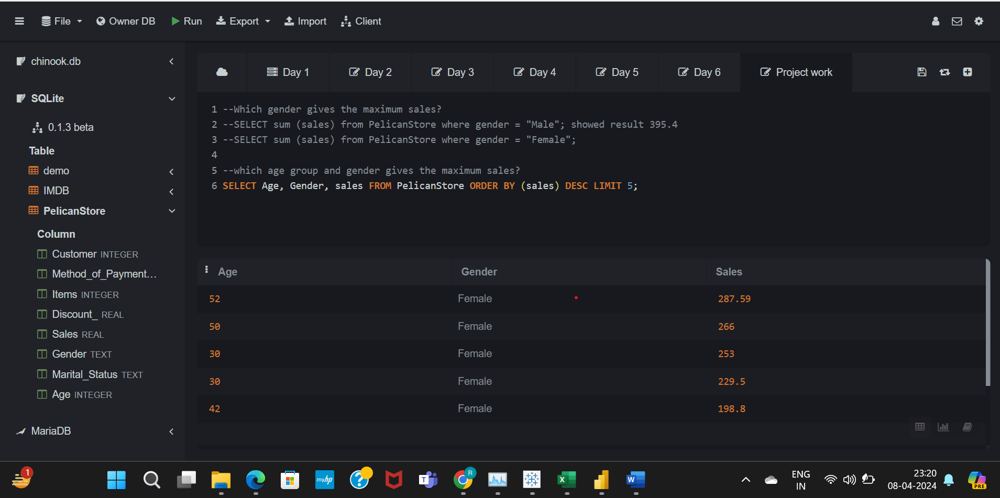 File
Owner DB
Run
Export
Import
Client
chinook.db
SQLite
0.1.3 beta
Table
demo
IMDB
PelicanStore
Column
Customer INTEGER
Method_of_Payment...
Items INTEGER
Discount_ REAL
Sales REAL
Gender TEXT
Marital_Status TEXT
Age INTEGER
MariaDB
Day 1
Day 2
Day 3
Day 4
Day 5
Day 6
Project work
1 --Which gender gives the maximum sales?
2 --SELECT sum (sales) from PelicanStore where gender = "Male"; showed result 395.4
3 --SELECT sum (sales) from PelicanStore where gender = "Female";
4
5 --which age group and gender gives the maximum sales?
6 SELECT Age, Gender, sales FROM PelicanStore ORDER BY (sales) DESC LIMIT 5;
Age Gender Sales
52 Female 287.59
50 Female 266
30 Female 253
30 Female 229.5
42 Female 198.8
1
myhp
?
T
R
X
W
ENG
IN
23:20
08-04-2024
PRE